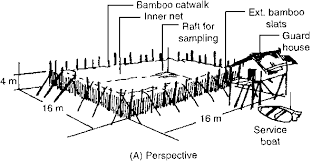 Bamboo catwalk
Inner net
Raft for
sampling
Ext. bamboo
slats
Guard
house
4 m
16 m
16 m
Service
boat
(A) Perspective